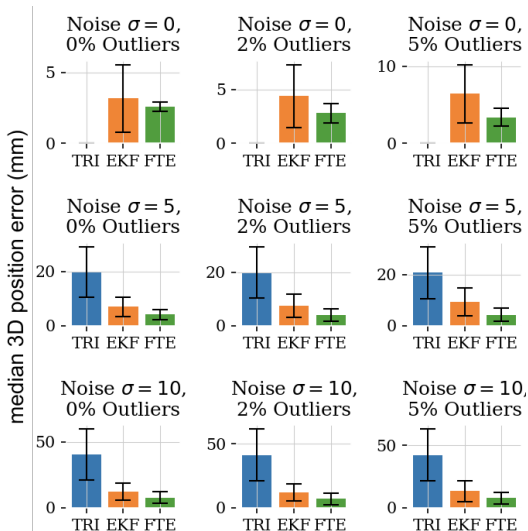 median 3D position error (mm)
Noise σ = 0,
0% Outliers
5
0
TRI EKF FTE
Noise σ = 0,
2% Outliers
5
0
TRI EKF FTE
Noise σ = 0,
5% Outliers
10
0
TRI EKF FTE
Noise σ = 5,
0% Outliers
20
0
TRI EKF FTE
Noise σ = 5,
2% Outliers
20
0
TRI EKF FTE
Noise σ = 5,
5% Outliers
20
0
TRI EKF FTE
Noise σ = 10,
0% Outliers
50
0
TRI EKF FTE
Noise σ = 10,
2% Outliers
50
0
TRI EKF FTE
Noise σ = 10,
5% Outliers
50
0
TRI EKF FTE